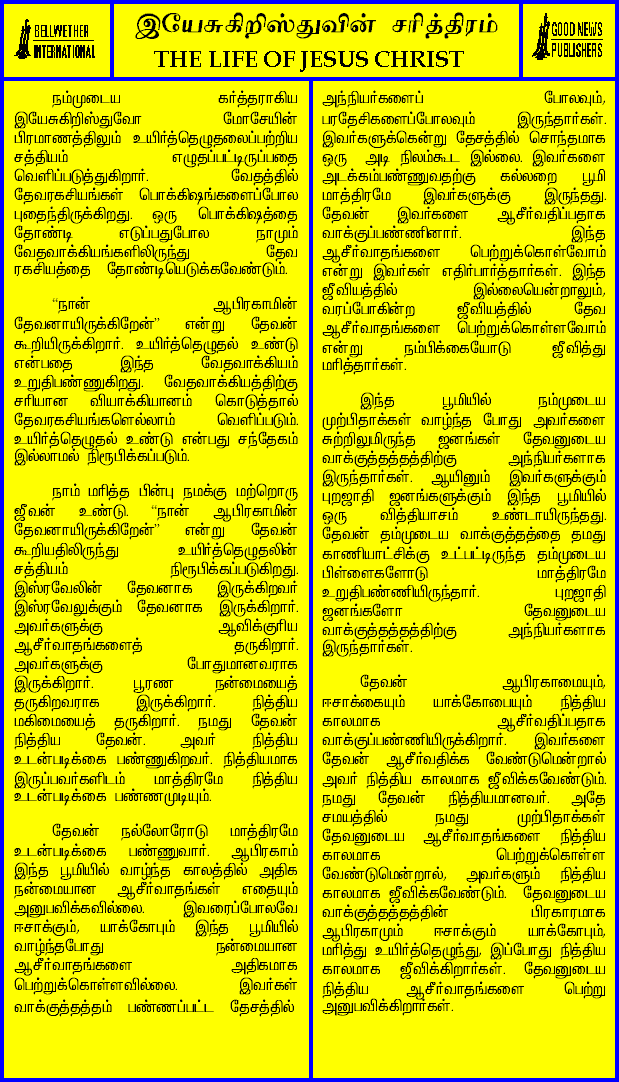 BELLWETHER
INTERNATIONAL
இயேசுகிறிஸ்துவின் சரித்திரம்
THE LIFE OF JESUS CHRIST
GOOD NEWS
PUBLISHERS
நம்முடைய கர்த்தராகிய
இயேசுகிறிஸ்துவோ மோசேயின்
பிரமாணத்திலும் உயிர்த்தெழுதலைப்பற்றிய
சத்தியம் எழுதப்பட்டிருப்பதை
வெளிப்படுத்துகிறார். வேதத்தில்
தேவரகசியங்கள் பொக்கிஷங்களைப்போல
புதைந்திருக்கிறது. ஒரு பொக்கிஷத்தை
தோண்டி எடுப்பதுபோல நாமும்
வேதவாக்கியங்களிலிருந்து தேவ
ரகசியத்தை தோண்டியெடுக்கவேண்டும்.
“நான் ஆபிரகாமின்
தேவனாயிருக்கிறேன்” என்று தேவன்
கூறியிருக்கிறார். உயிர்த்தெழுதல் உண்டு
என்பதை இந்த வேதவாக்கியம்
உறுதிபண்ணுகிறது. வேதவாக்கியத்திற்கு
சரியான வியாக்கியானம் கொடுத்தால்
தேவரகசியங்களெல்லாம் வெளிப்படும்.
உயிர்த்தெழுதல் உண்டு என்பது சந்தேகம்
இல்லாமல் நிரூபிக்கப்படும்.
நாம் மரித்த பின்பு நமக்கு மற்றொரு
ஜீவன் உண்டு. “நான் ஆபிரகாமின்
தேவனாயிருக்கிறேன்” என்று தேவன்
கூறியதிலிருந்து உயிர்த்தெழுதலின்
சத்தியம் நிரூபிக்கப்படுகிறது.
இஸ்ரவேலின் தேவனாக இருக்கிறவர்
இஸ்ரவேலுக்கும் தேவனாக இருக்கிறார்.
அவர்களுக்கு ஆவிக்குரிய
ஆசீர்வாதங்களைத் தருகிறார்.
அவர்களுக்கு போதுமானவராக
இருக்கிறார். பூரண நன்மையைத்
தருகிறவராக இருக்கிறார். நித்திய
மகிமையைத் தருகிறார். நமது தேவன்
நித்திய தேவன். அவர் நித்திய
உடன்படிக்கை பண்ணுகிறவர். நித்தியமாக
இருப்பவர்களிடம் மாத்திரமே நித்திய
உடன்படிக்கை பண்ணமுடியும்.
தேவன் நல்லோரோடு மாத்திரமே
உடன்படிக்கை பண்ணுவார். ஆபிரகாம்
இந்த பூமியில் வாழ்ந்த காலத்தில் அதிக
நன்மையான ஆசீர்வாதங்கள் எதையும்
அனுபவிக்கவில்லை. இவரைப்போலவே
ஈசாக்கும், யாக்கோபும் இந்த பூமியில்
வாழ்ந்தபோது நன்மையான
ஆசீர்வாதங்களை அதிகமாக
பெற்றுக்கொள்ளவில்லை. இவர்கள்
வாக்குத்தத்தம் பண்ணப்பட்ட தேசத்தில்
அந்நியர்களைப் போலவும்,
பரதேசிகளைப்போலவும் இருந்தார்கள்.
இவர்களுக்கென்று தேசத்தில் சொந்தமாக
ஒரு அடி நிலம்கூட இல்லை. இவர்களை
அடக்கம்பண்ணுவதற்கு கல்லறை பூமி
மாத்திரமே இவர்களுக்கு இருந்தது.
தேவன் இவர்களை ஆசீர்வதிப்பதாக
வாக்குப்பண்ணினார். இந்த
ஆசீர்வாதங்களை பெற்றுக்கொள்வோம்
என்று இவர்கள் எதிர்பார்த்தார்கள். இந்த
ஜீவியத்தில் இல்லையென்றாலும்,
வரப்போகின்ற ஜீவியத்தில் தேவ
ஆசீர்வாதங்களை பெற்றுக்கொள்ளவோம்
என்று நம்பிக்கையோடு ஜீவித்து
மரித்தார்கள்.
இந்த பூமியில் நம்முடைய
முற்பிதாக்கள் வாழ்ந்த போது அவர்களை
சுற்றிலுமிருந்த ஜனங்கள் தேவனுடைய
வாக்குத்தத்தத்திற்கு அந்நியர்களாக
இருந்தார்கள். ஆயினும் இவர்களுக்கும்
புறஜாதி ஜனங்களுக்கும் இந்த பூமியில்
ஒரு வித்தியாசம் உண்டாயிருந்தது.
தேவன் தம்முடைய வாக்குத்தத்தை தமது
காணியாட்சிக்கு உட்பட்டிருந்த தம்முடைய
பிள்ளைகளோடு மாத்திரமே
உறுதிபண்ணியிருந்தார். புறஜாதி
ஜனங்களோ தேவனுடைய
வாக்குத்தத்தத்திற்கு அந்நியர்களாக
இருந்தார்கள்.
தேவன் ஆபிரகாமையும்,
ஈசாக்கையும் யாக்கோபையும் நித்திய
காலமாக ஆசீர்வதிப்பதாக
வாக்குப்பண்ணியிருக்கிறார். இவர்களை
தேவன் ஆசீர்வதிக்க வேண்டுமென்றால்
அவர் நித்திய காலமாக ஜீவிக்கவேண்டும்.
நமது தேவன் நித்தியமானவர். அதே
சமயத்தில் நமது முற்பிதாக்கள்
தேவனுடைய ஆசீர்வாதங்களை நித்திய
காலமாக பெற்றுக்கொள்ள
வேண்டுமென்றால், அவர்களும் நித்திய
காலமாக ஜீவிக்கவேண்டும். தேவனுடைய
வாக்குத்தத்தத்தின் பிரகாரமாக
ஆபிரகாமும் ஈசாக்கும் யாக்கோபும்,
மரித்து உயிர்த்தெழுந்து, இப்போது நித்திய
காலமாக ஜீவிக்கிறார்கள். தேவனுடைய
நித்திய ஆசீர்வாதங்களை பெற்று
அனுபவிக்கிறார்கள்.